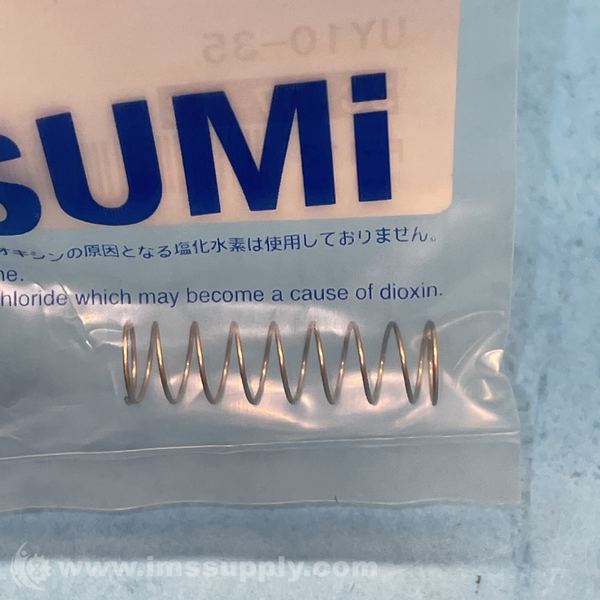 UY10-35
SUMi
オキシンの原因となる塩化水素は使用しておりません。
ne.
hloride which may become a cause of dioxin.
www.imssupply.com